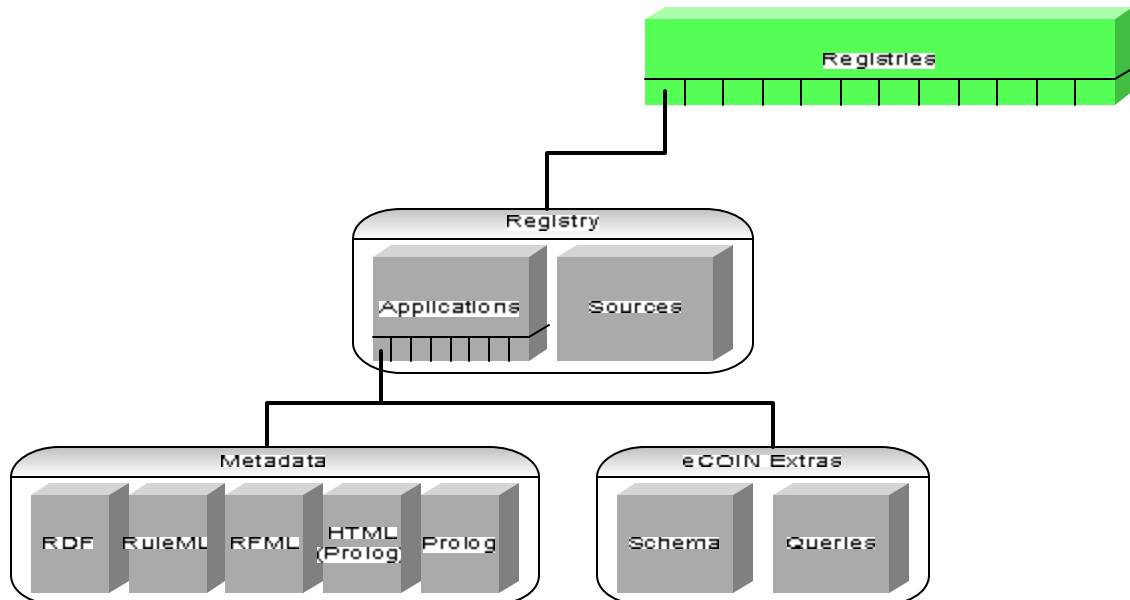 Registries
Registry
Applications
Sources
Metadata
eCOIN Extras
RDF
RuleML
RFML
HTML
(Prolog)
Prolog
Schema
Queries